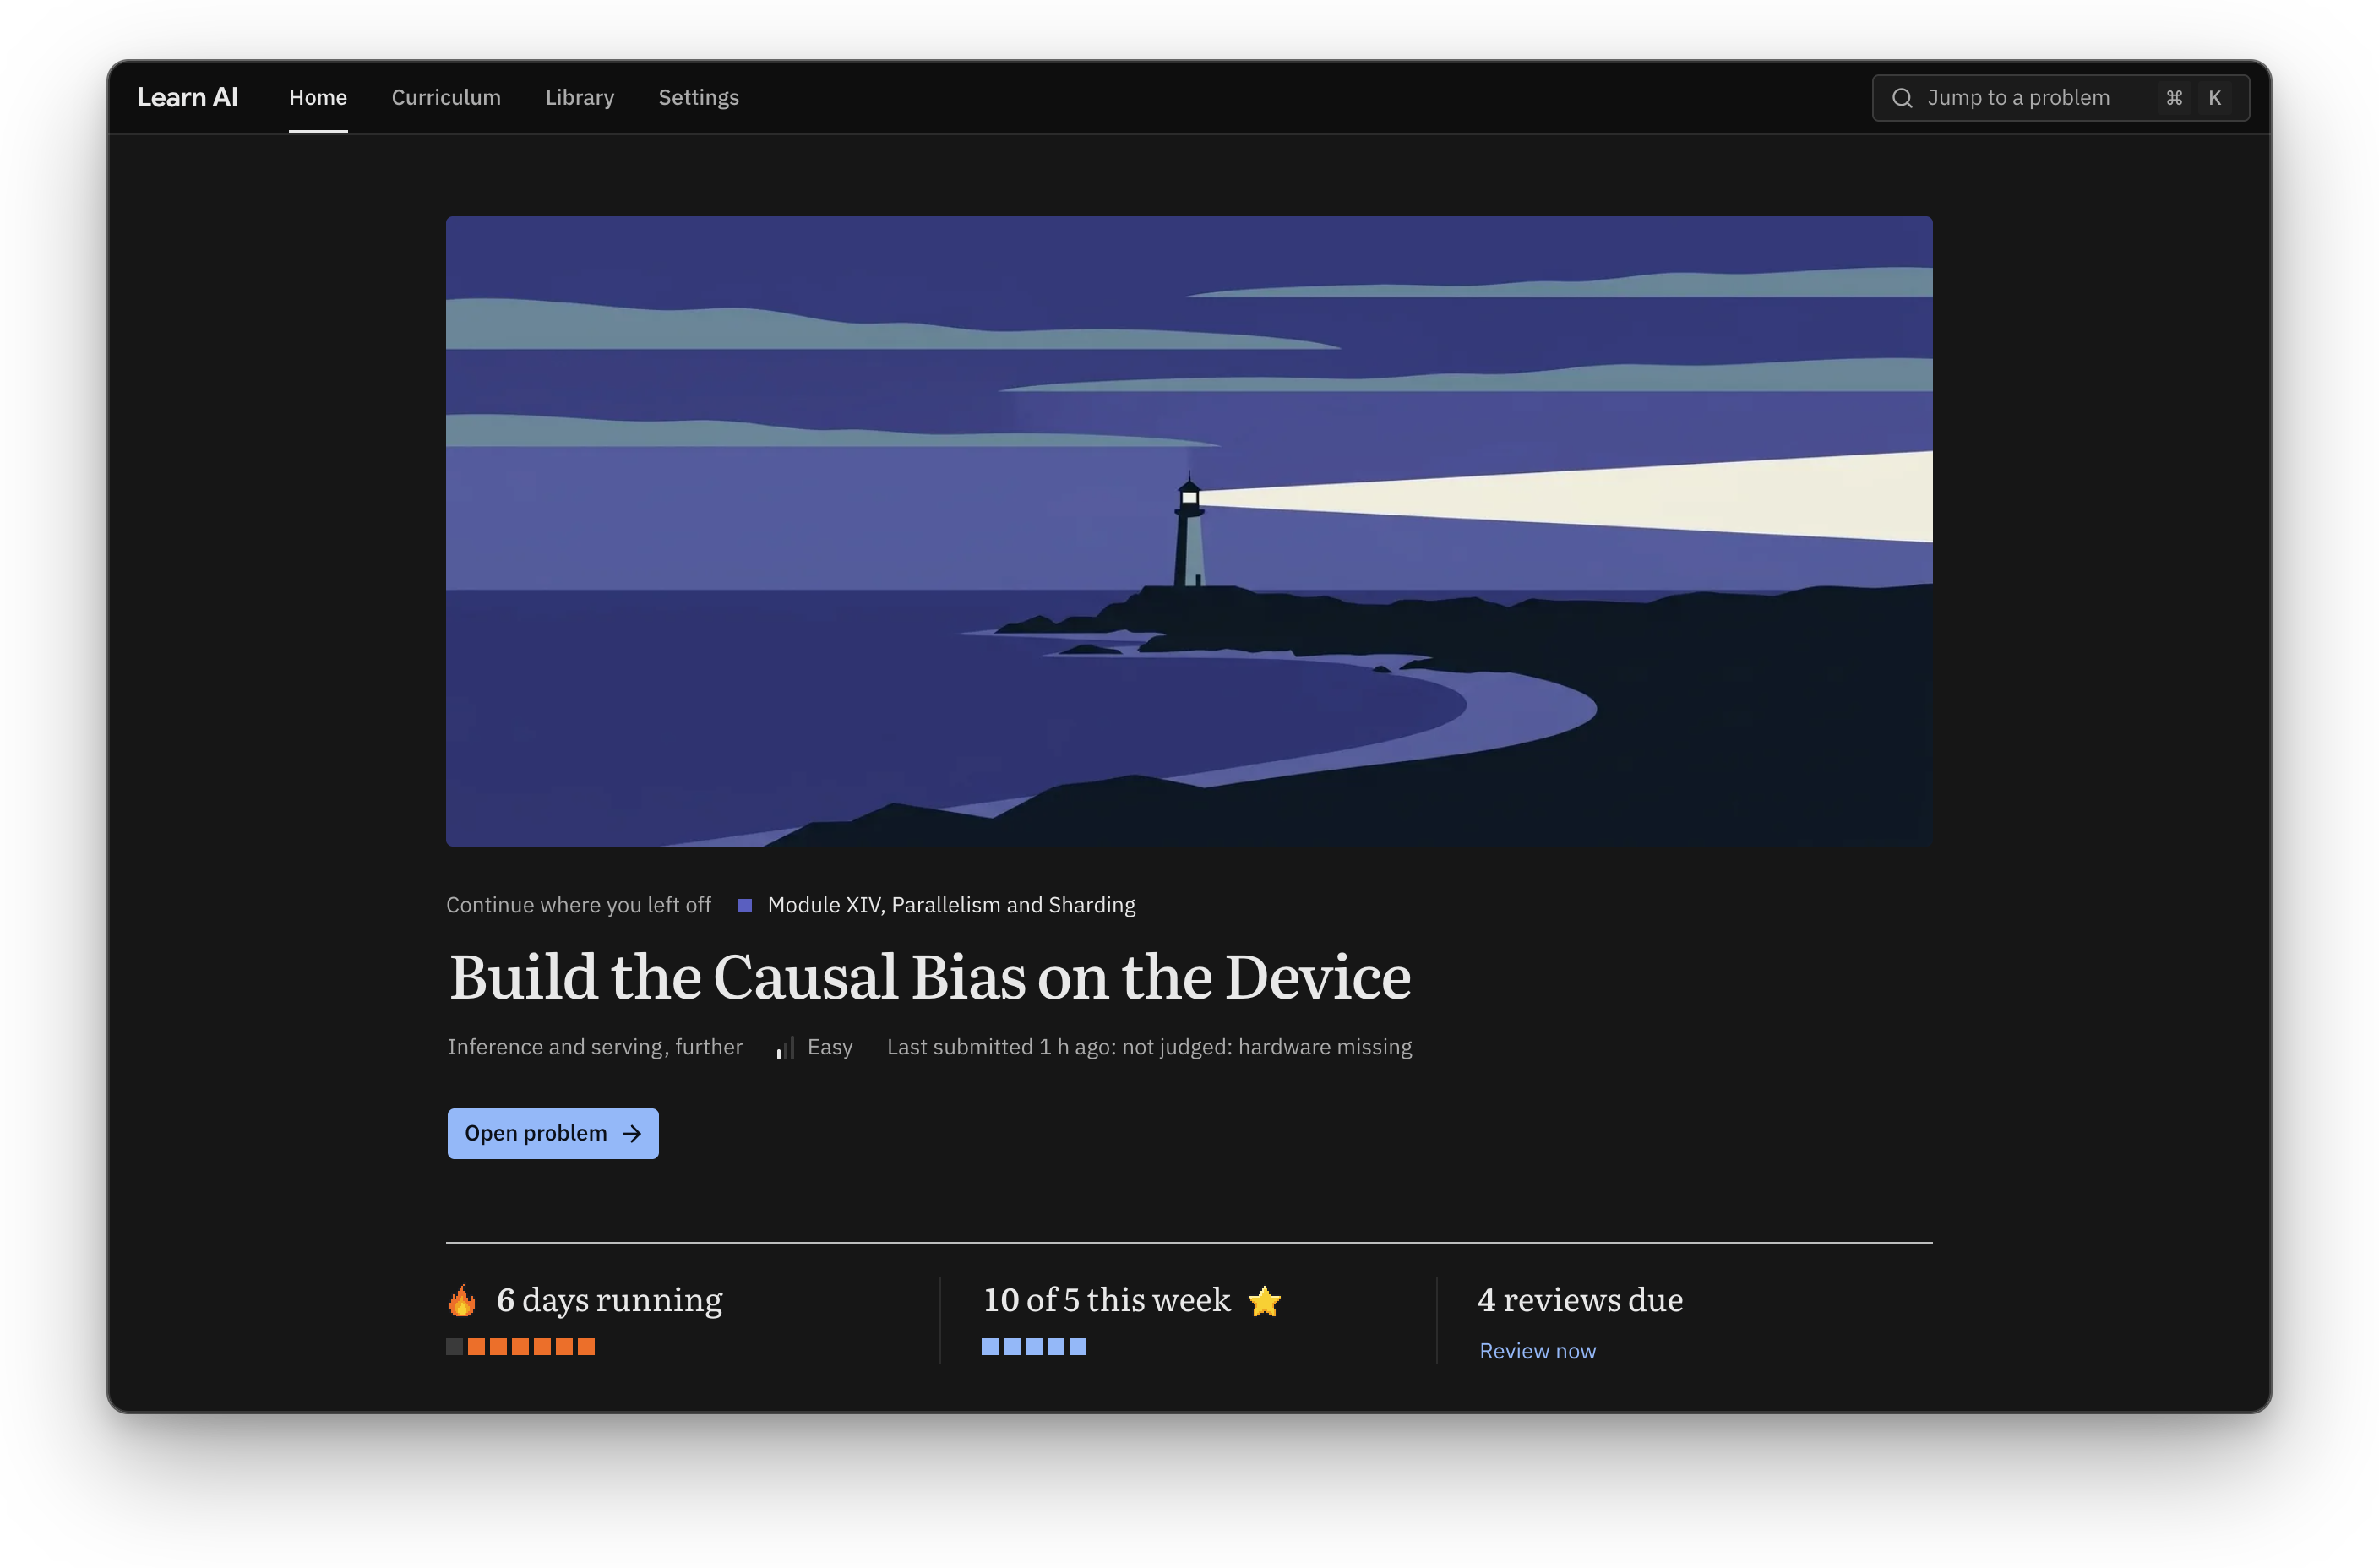 Learn AI Home Curriculum Library Settings Jump to a problem ⌘ K
Continue where you left off Module XIV, Parallelism and Sharding
Build the Causal Bias on the Device
Inference and serving, further Easy Last submitted 1 h ago: not judged: hardware missing
Open problem →
6 days running
10 of 5 this week
4 reviews due
Review now